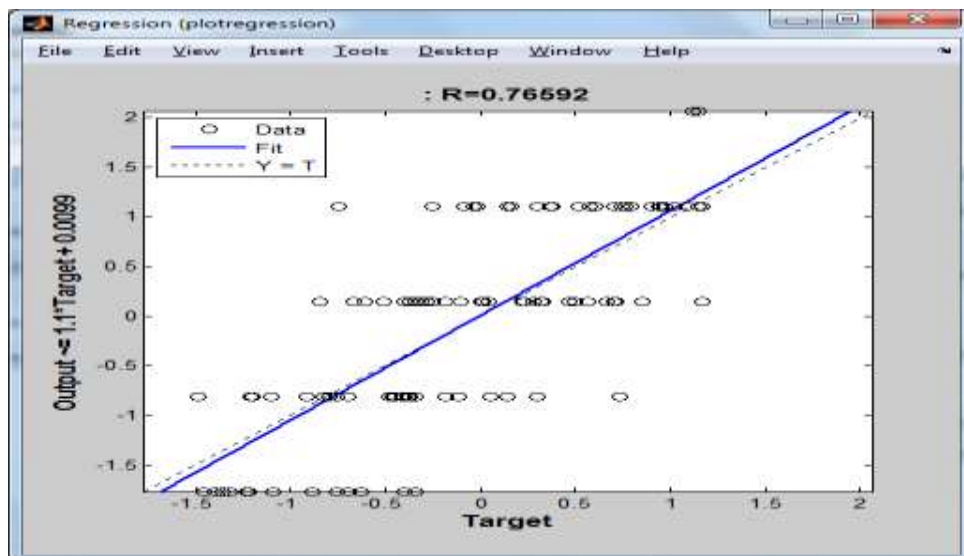 Regression (plotregression)
File Edit View Insert Tools Desktop Window Help
: R=0.76592
Data
Fit
Y = T
Output ~= 1.1*Target + 0.0099
2
1.5
1
0.5
0
-0.5
-1
-1.5
-1.5 -1 -0.5 0 0.5 1 1.5 2
Target